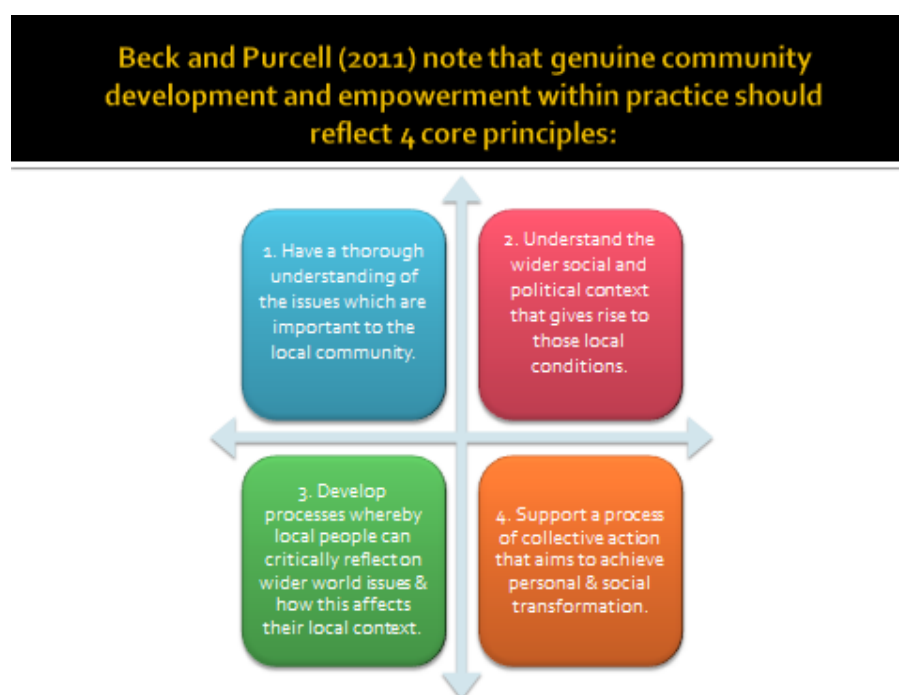 Beck and Purcell (2011) note that genuine community
development and empowerment within practice should
reflect 4 core principles:
1. Have a thorough
understanding of
the issues which are
important to the
local community.
2. Understand the
wider social and
political context
that gives rise to
those local
conditions.
3. Develop
processes whereby
local people can
critically reflect on
wider world issues &
how this affects
their local context.
4. Support a process
of collective action
that aims to achieve
personal & social
transformation.